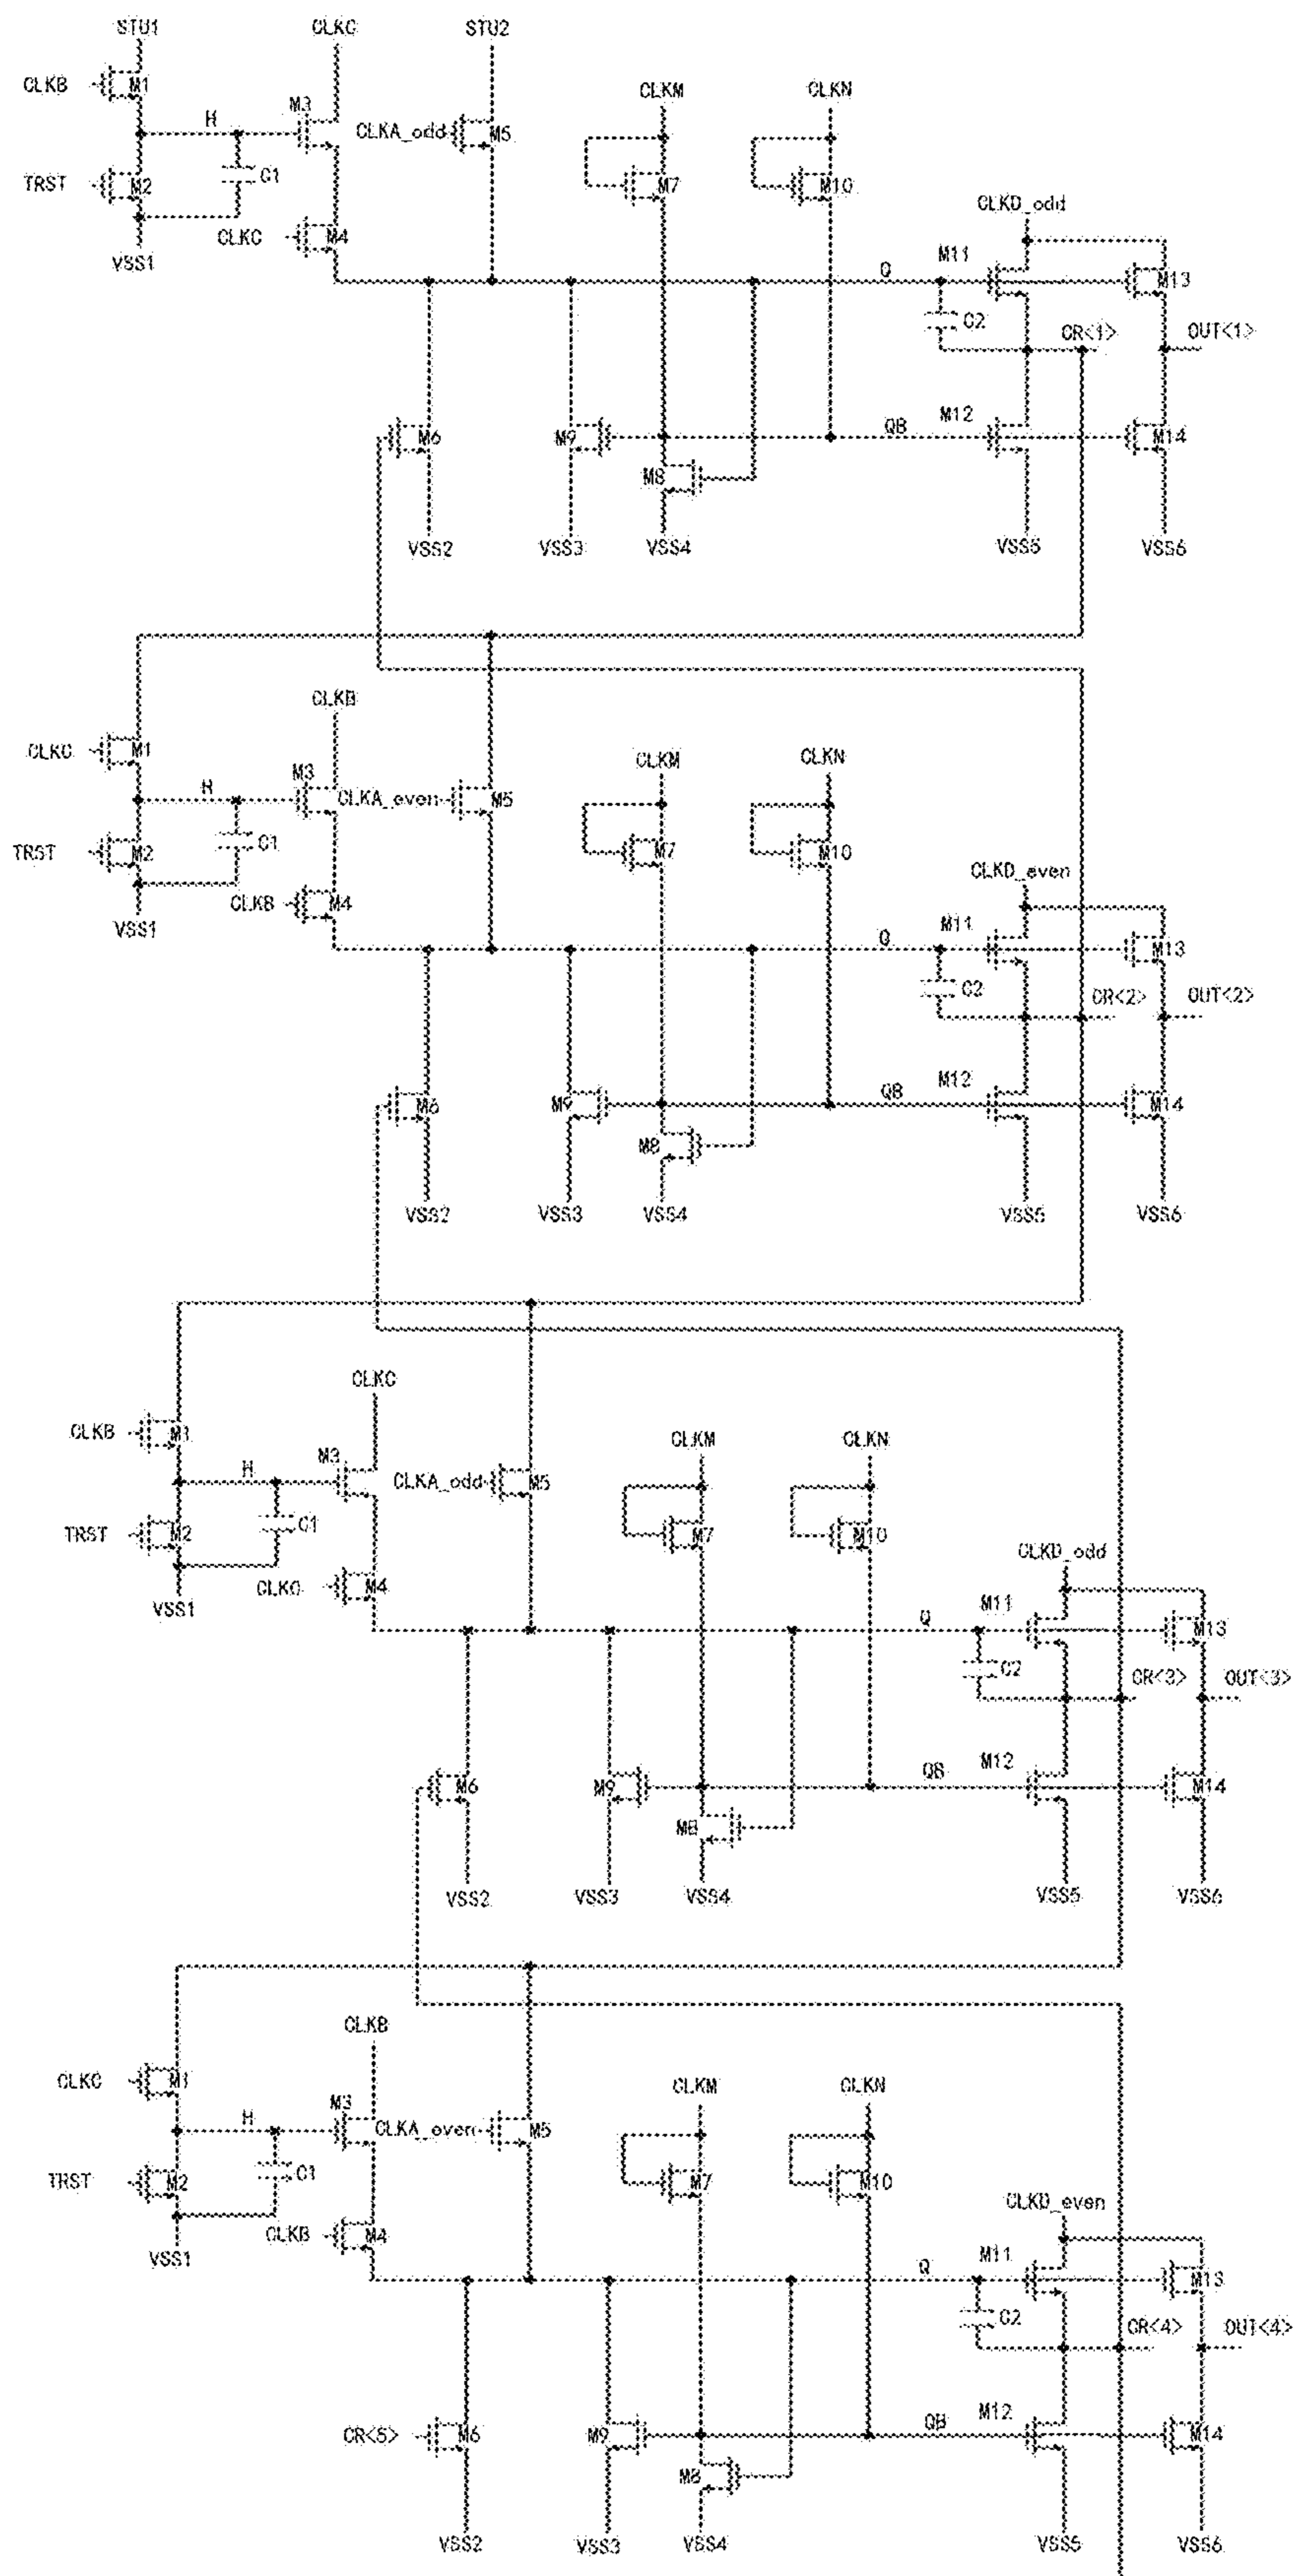 STU1 CLKC STU2
CLKB M1 CLKM CLKN
H M3 CLKA_odd M5
TRST M2 C1 M7 M10
CLKC M4 CLKD_odd
VSS1 M11 M13
Q
C2 CR<1> OUT<1>
M6 M9 QB M12 M14
M8
VSS2 VSS3 VSS4 VSS5 VSS6
CLKB
CLKC M1 CLKM CLKN
H M3 CLKA_even M5
TRST M2 C1 M7 M10
CLKB M4 CLKD_even
VSS1 Q M11 M13
C2 CR<2> OUT<2>
M6 M9 QB M12 M14
M8
VSS2 VSS3 VSS4 VSS5 VSS6
CLKC
CLKB M1 CLKM CLKN
H M3 CLKA_odd M5
TRST M2 C1 M7 M10
CLKC M4 CLKD_odd
VSS1 Q M11 M13
C2 CR<3> OUT<3>
M6 M9 QB M12 M14
M8
VSS2 VSS3 VSS4 VSS5 VSS6
CLKB
CLKC M1 CLKM CLKN
H M3 CLKA_even M5
TRST M2 C1 M7 M10
CLKB M4 CLKD_even
VSS1 Q M11 M13
C2 CR<4> OUT<4>
CR<5> M6 M9 QB M12 M14
M8
VSS2 VSS3 VSS4 VSS5 VSS6